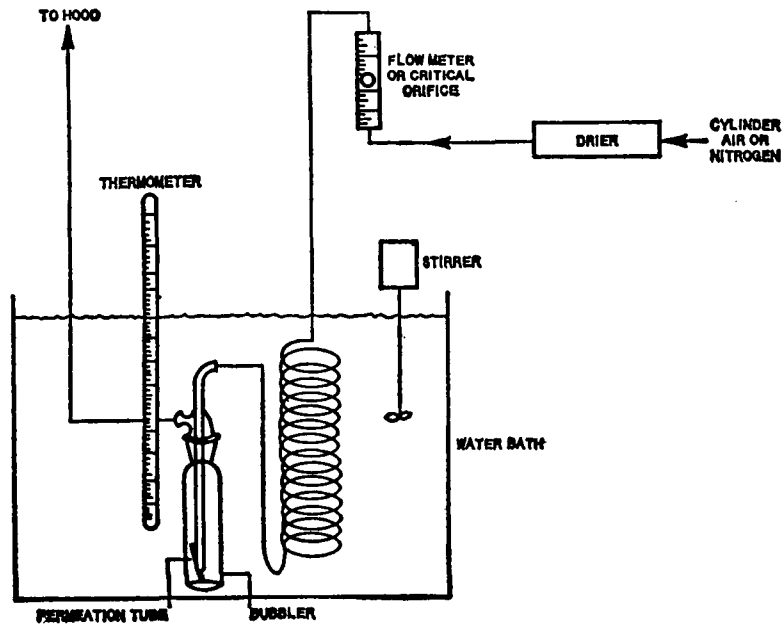 TO HOOD
FLOW METER
OR CRITICAL
ORIFICE
CYLINDER
AIR OR
NITROGEN
DRIER
THERMOMETER
STIRRER
WATER BATH
PERMEATION TUBE
BUBBLER